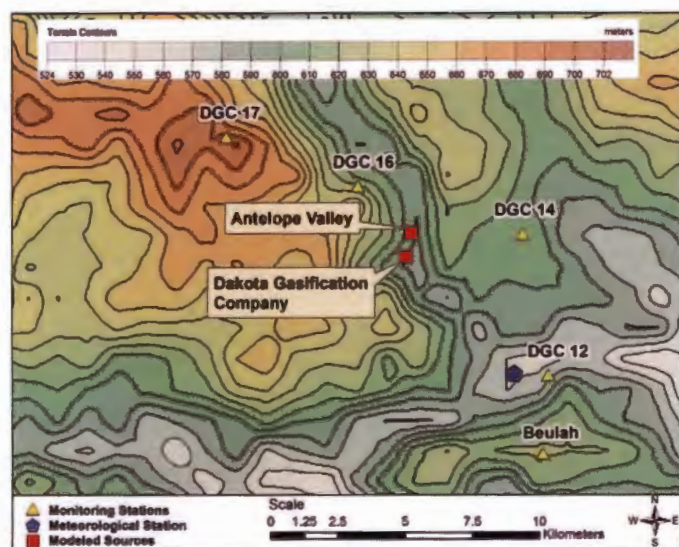 Terrain Contours meters
524 530 540 550 560 570 580 590 600 610 620 630 640 650 660 670 680 690 700 702
DGC 17
DGC 16
Antelope Valley
DGC 14
Dakota Gasification
Company
DGC 12
Beulah
Monitoring Stations
Meteorological Station
Modeled Sources
Scale
0 1.25 2.5 5 7.5 10
Kilometers
N
W E
S